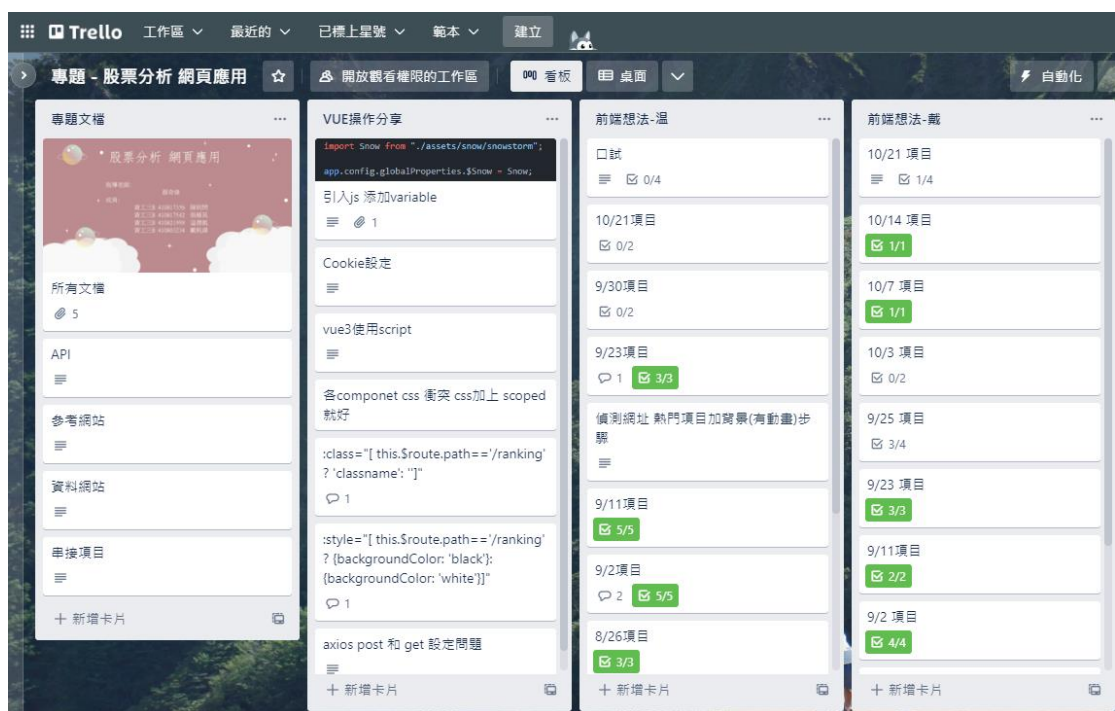 Trello 工作區 最近的 已標上星號 範本 建立
專題 - 股票分析 網頁應用 開放觀看權限的工作區 看板 桌面 自動化
專題文檔
股票分析 網頁應用
所有文檔
5
API
參考網站
資料網站
串接項目
+ 新增卡片
VUE操作分享
import Snow from "./assets/snow/snowstorm";
app.config.globalProperties.$Snow = Snow;
引入js 添加variable
1
Cookie設定
vue3使用script
各componet css 衝突 css加上 scoped
就好
:class="[ this.$route.path=='/ranking'
? 'classname': '']"
1
:style="[ this.$route.path=='/ranking'
? {backgroundColor: 'black'}:
{backgroundColor: 'white'}]"
1
axios post 和 get 設定問題
+ 新增卡片
前端想法-溫
口試
0/4
10/21項目
0/2
9/30項目
0/2
9/23項目
1 3/3
偵測網址 熱門項目加背景(有動畫)步
驟
9/11項目
5/5
9/2項目
2 5/5
8/26項目
3/3
+ 新增卡片
前端想法-戴
10/21 項目
1/4
10/14 項目
1/1
10/7 項目
1/1
10/3 項目
0/2
9/25 項目
3/4
9/23 項目
3/3
9/11項目
2/2
9/2 項目
4/4
+ 新增卡片